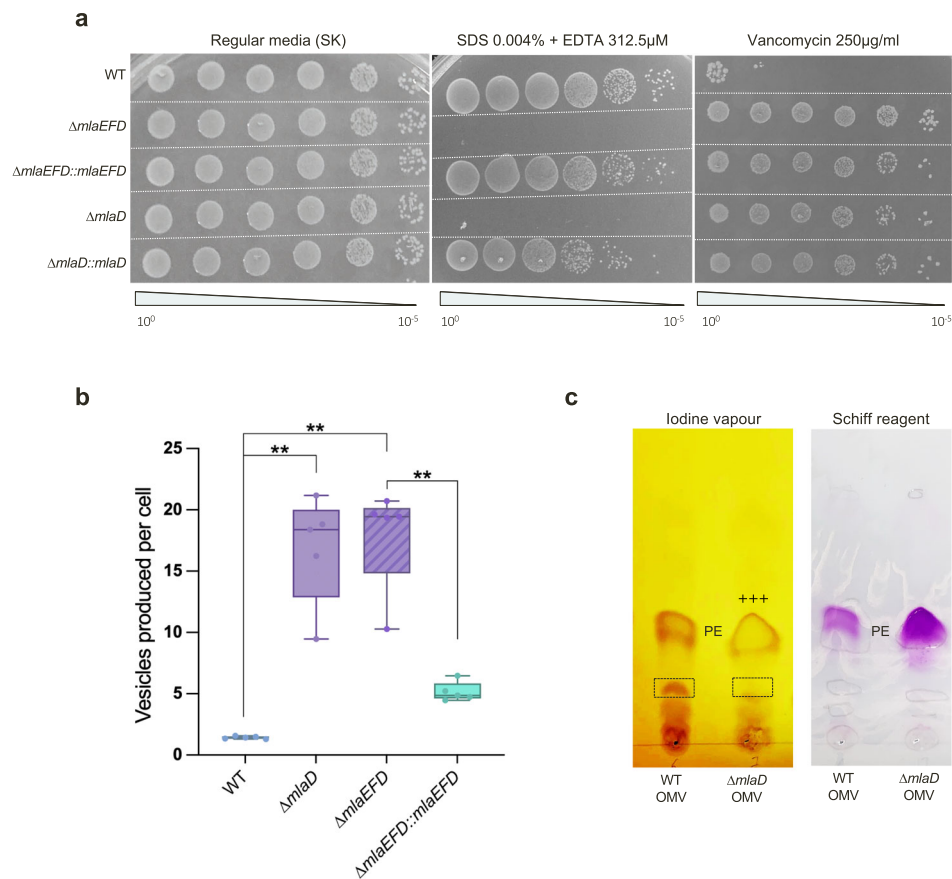 a
Regular media (SK)
SDS 0.004% + EDTA 312.5µM
Vancomycin 250µg/ml
WT
ΔmlaEFD
ΔmlaEFD::mlaEFD
ΔmlaD
ΔmlaD::mlaD
10⁰ 10⁻⁵
10⁰ 10⁻⁵
10⁰ 10⁻⁵
b
Vesicles produced per cell
25
20
15
10
5
0
**
**
**
WT
ΔmlaD
ΔmlaEFD
ΔmlaEFD::mlaEFD
c
Iodine vapour
Schiff reagent
+++
PE
PE
WT
OMV
ΔmlaD
OMV
WT
OMV
ΔmlaD
OMV